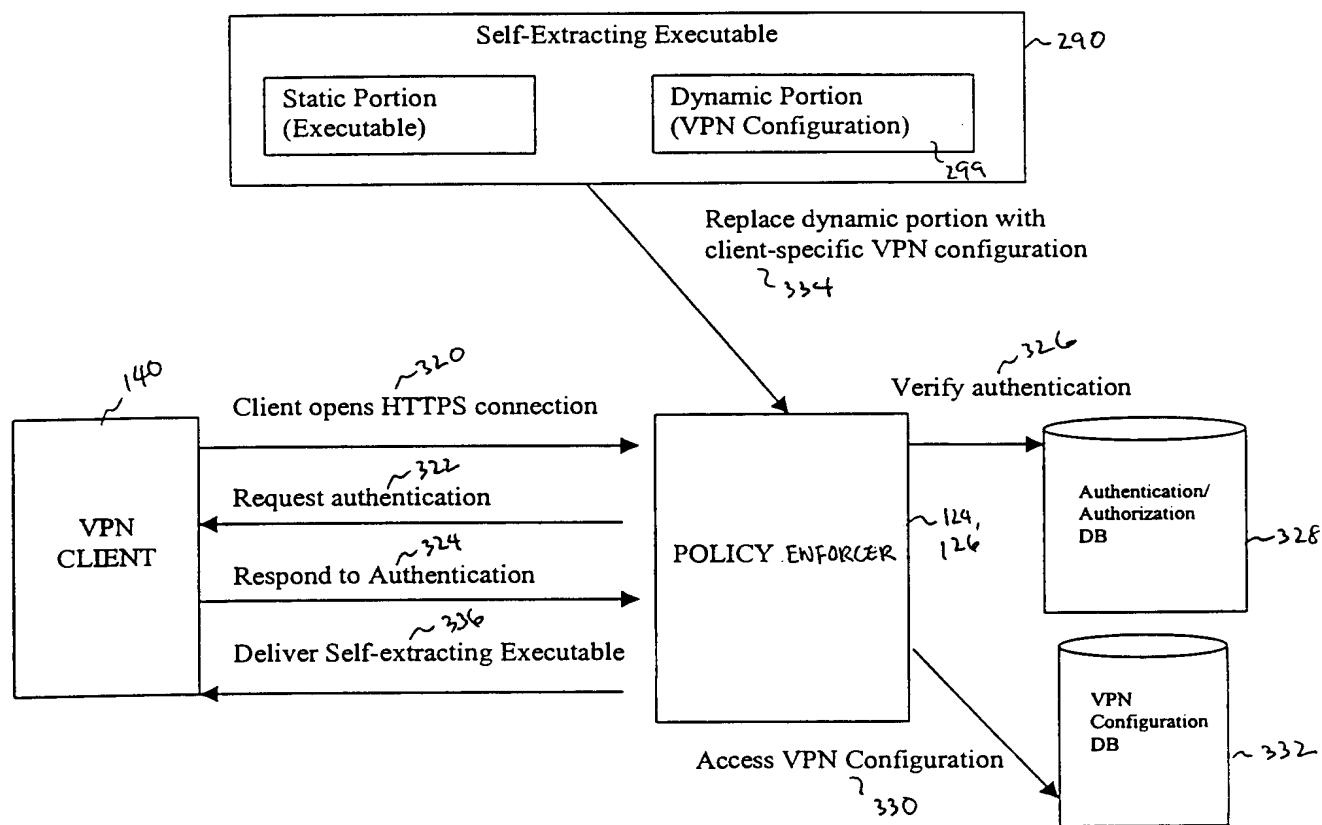 Self-Extracting Executable
290
Static Portion
(Executable)
Dynamic Portion
(VPN Configuration)
299
Replace dynamic portion with
client-specific VPN configuration
334
140
320
Client opens HTTPS connection
326
Verify authentication
322
Request authentication
VPN
CLIENT
324
Respond to Authentication
336
Deliver Self-extracting Executable
POLICY ENFORCER
124,
126
Authentication/
Authorization
DB
328
Access VPN Configuration
330
VPN
Configuration
DB
332